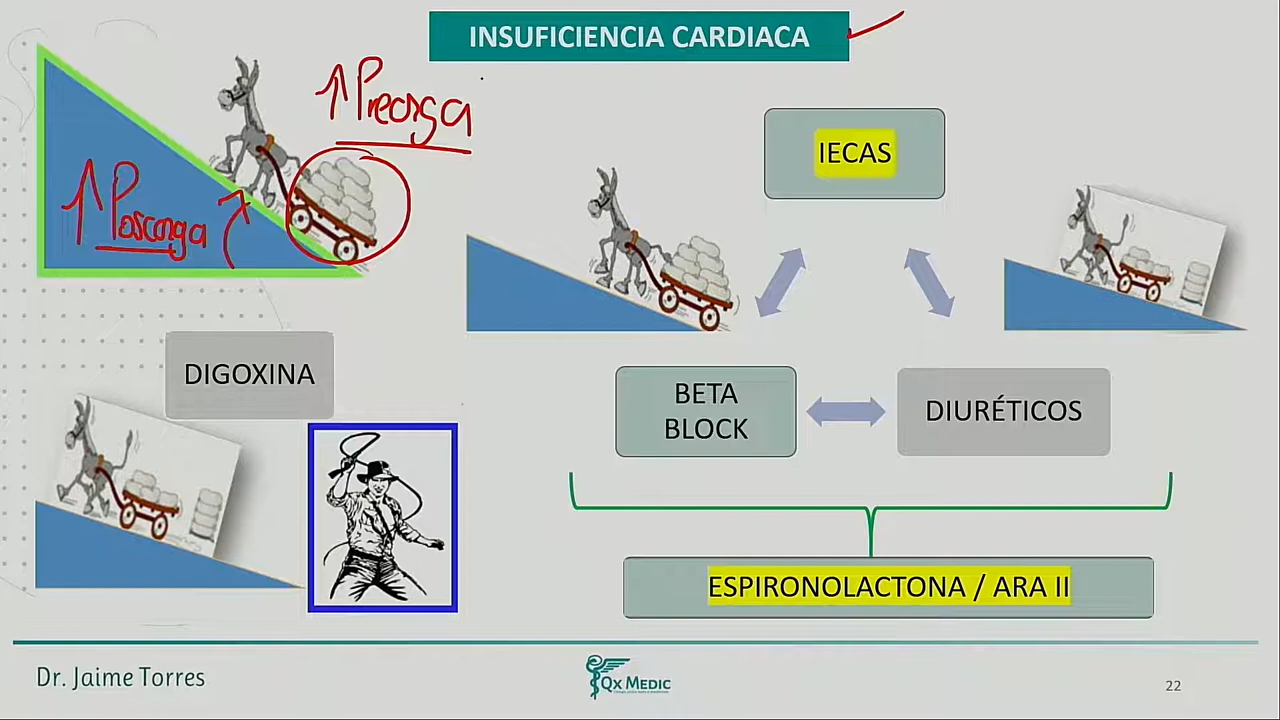 INSUFICIENCIA CARDIACA
↑ Precarga
↑ Poscarga
IECAS
DIGOXINA
BETA
BLOCK
DIURÉTICOS
ESPIRONOLACTONA / ARA II
Dr. Jaime Torres
QX MEDIC
22